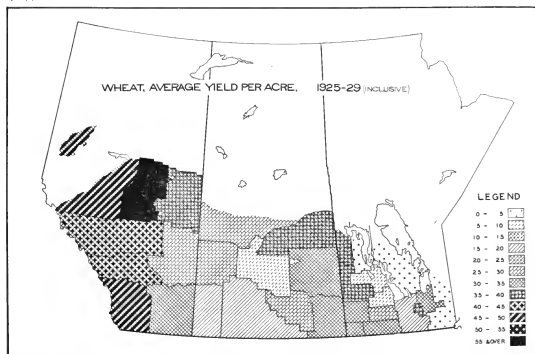 WHEAT, AVERAGE YIELD PER ACRE, 1925-29 (INCLUSIVE)
LEGEND
0 - 5
5 - 10
10 - 15
15 - 20
20 - 25
25 - 30
30 - 35
35 - 40
40 - 45
45 - 50
50 - 55
55 & OVER